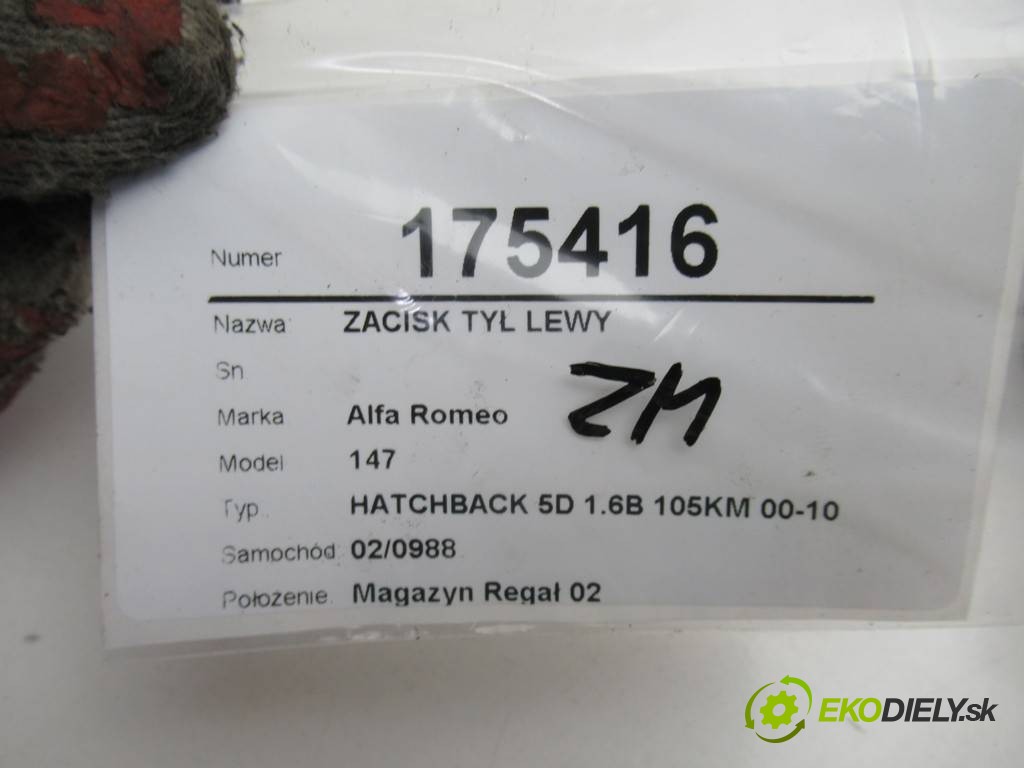 Numer 175416
Nazwa: ZACISK TYŁ LEWY
Sn
Marka Alfa Romeo
ZM
Model 147
Typ.: HATCHBACK 5D 1.6B 105KM 00-10
Samochód: 02/0988
Położenie. Magazyn Regał 02
EKODIELY.sk